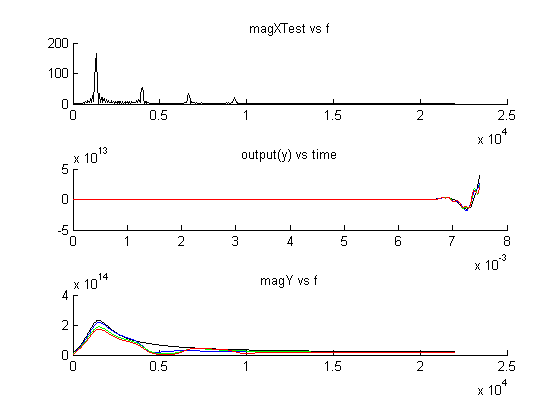 magXTest vs f
200
100
0
0 0.5 1 1.5 2 2.5
x 10^4
x 10^13
output(y) vs time
5
0
-5
0 1 2 3 4 5 6 7 8
x 10^-3
x 10^14
magY vs f
4
2
0
0 0.5 1 1.5 2 2.5
x 10^4